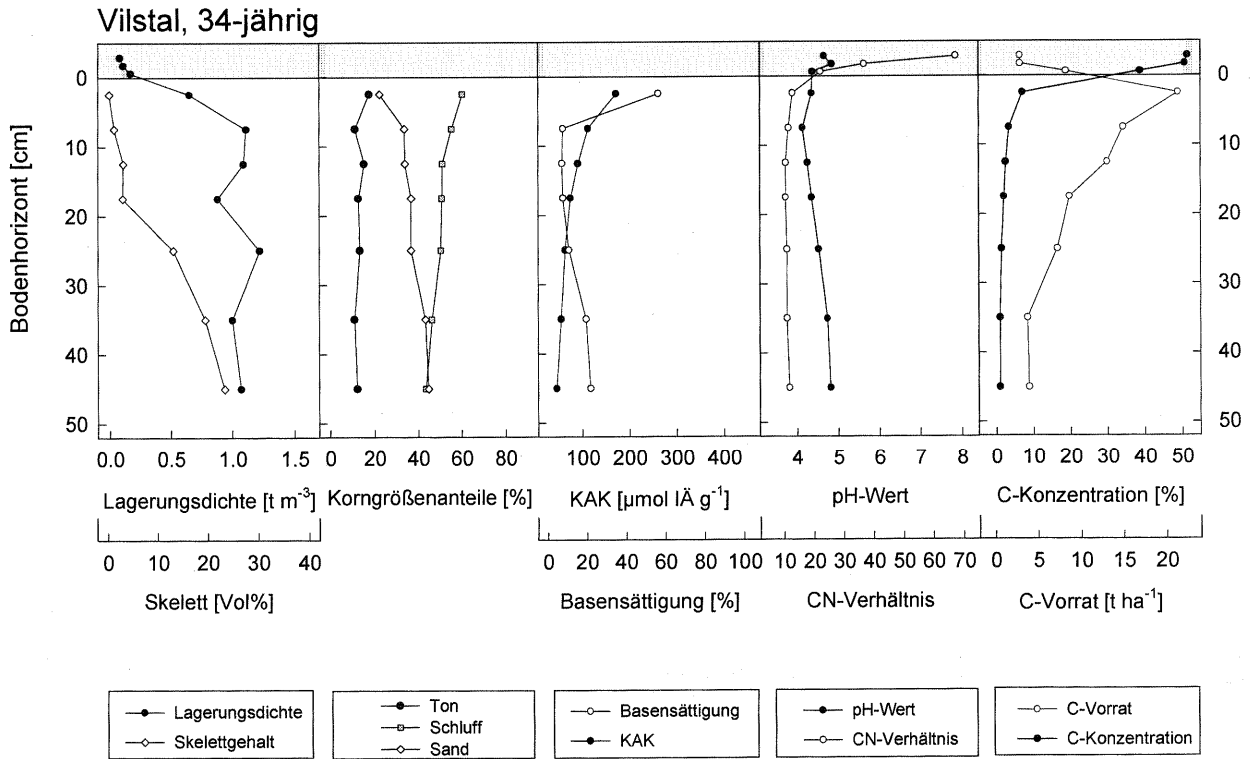 Vilstal, 34-jährig
Bodenhorizont [cm]
0
10
20
30
40
50
0
10
20
30
40
50
0.0 0.5 1.0 1.5
0 20 40 60 80
100 200 300 400
4 5 6 7 8
0 10 20 30 40 50
Lagerungsdichte [t m⁻³]
Korngrößenanteile [%]
KAK [µmol IÄ g⁻¹]
pH-Wert
C-Konzentration [%]
0 10 20 30 40
0 20 40 60 80 100
10 20 30 40 50 60 70
0 5 10 15 20
Skelett [Vol%]
Basensättigung [%]
CN-Verhältnis
C-Vorrat [t ha⁻¹]
Lagerungsdichte
Skelettgehalt
Ton
Schluff
Sand
Basensättigung
KAK
pH-Wert
CN-Verhältnis
C-Vorrat
C-Konzentration